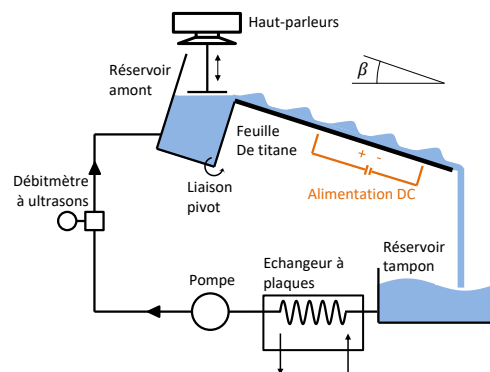 Haut-parleurs
Réservoir
amont
β
Feuille
De titane
+ -
Alimentation DC
Liaison
pivot
Débitmètre
à ultrasons
Réservoir
tampon
Echangeur à
plaques
Pompe